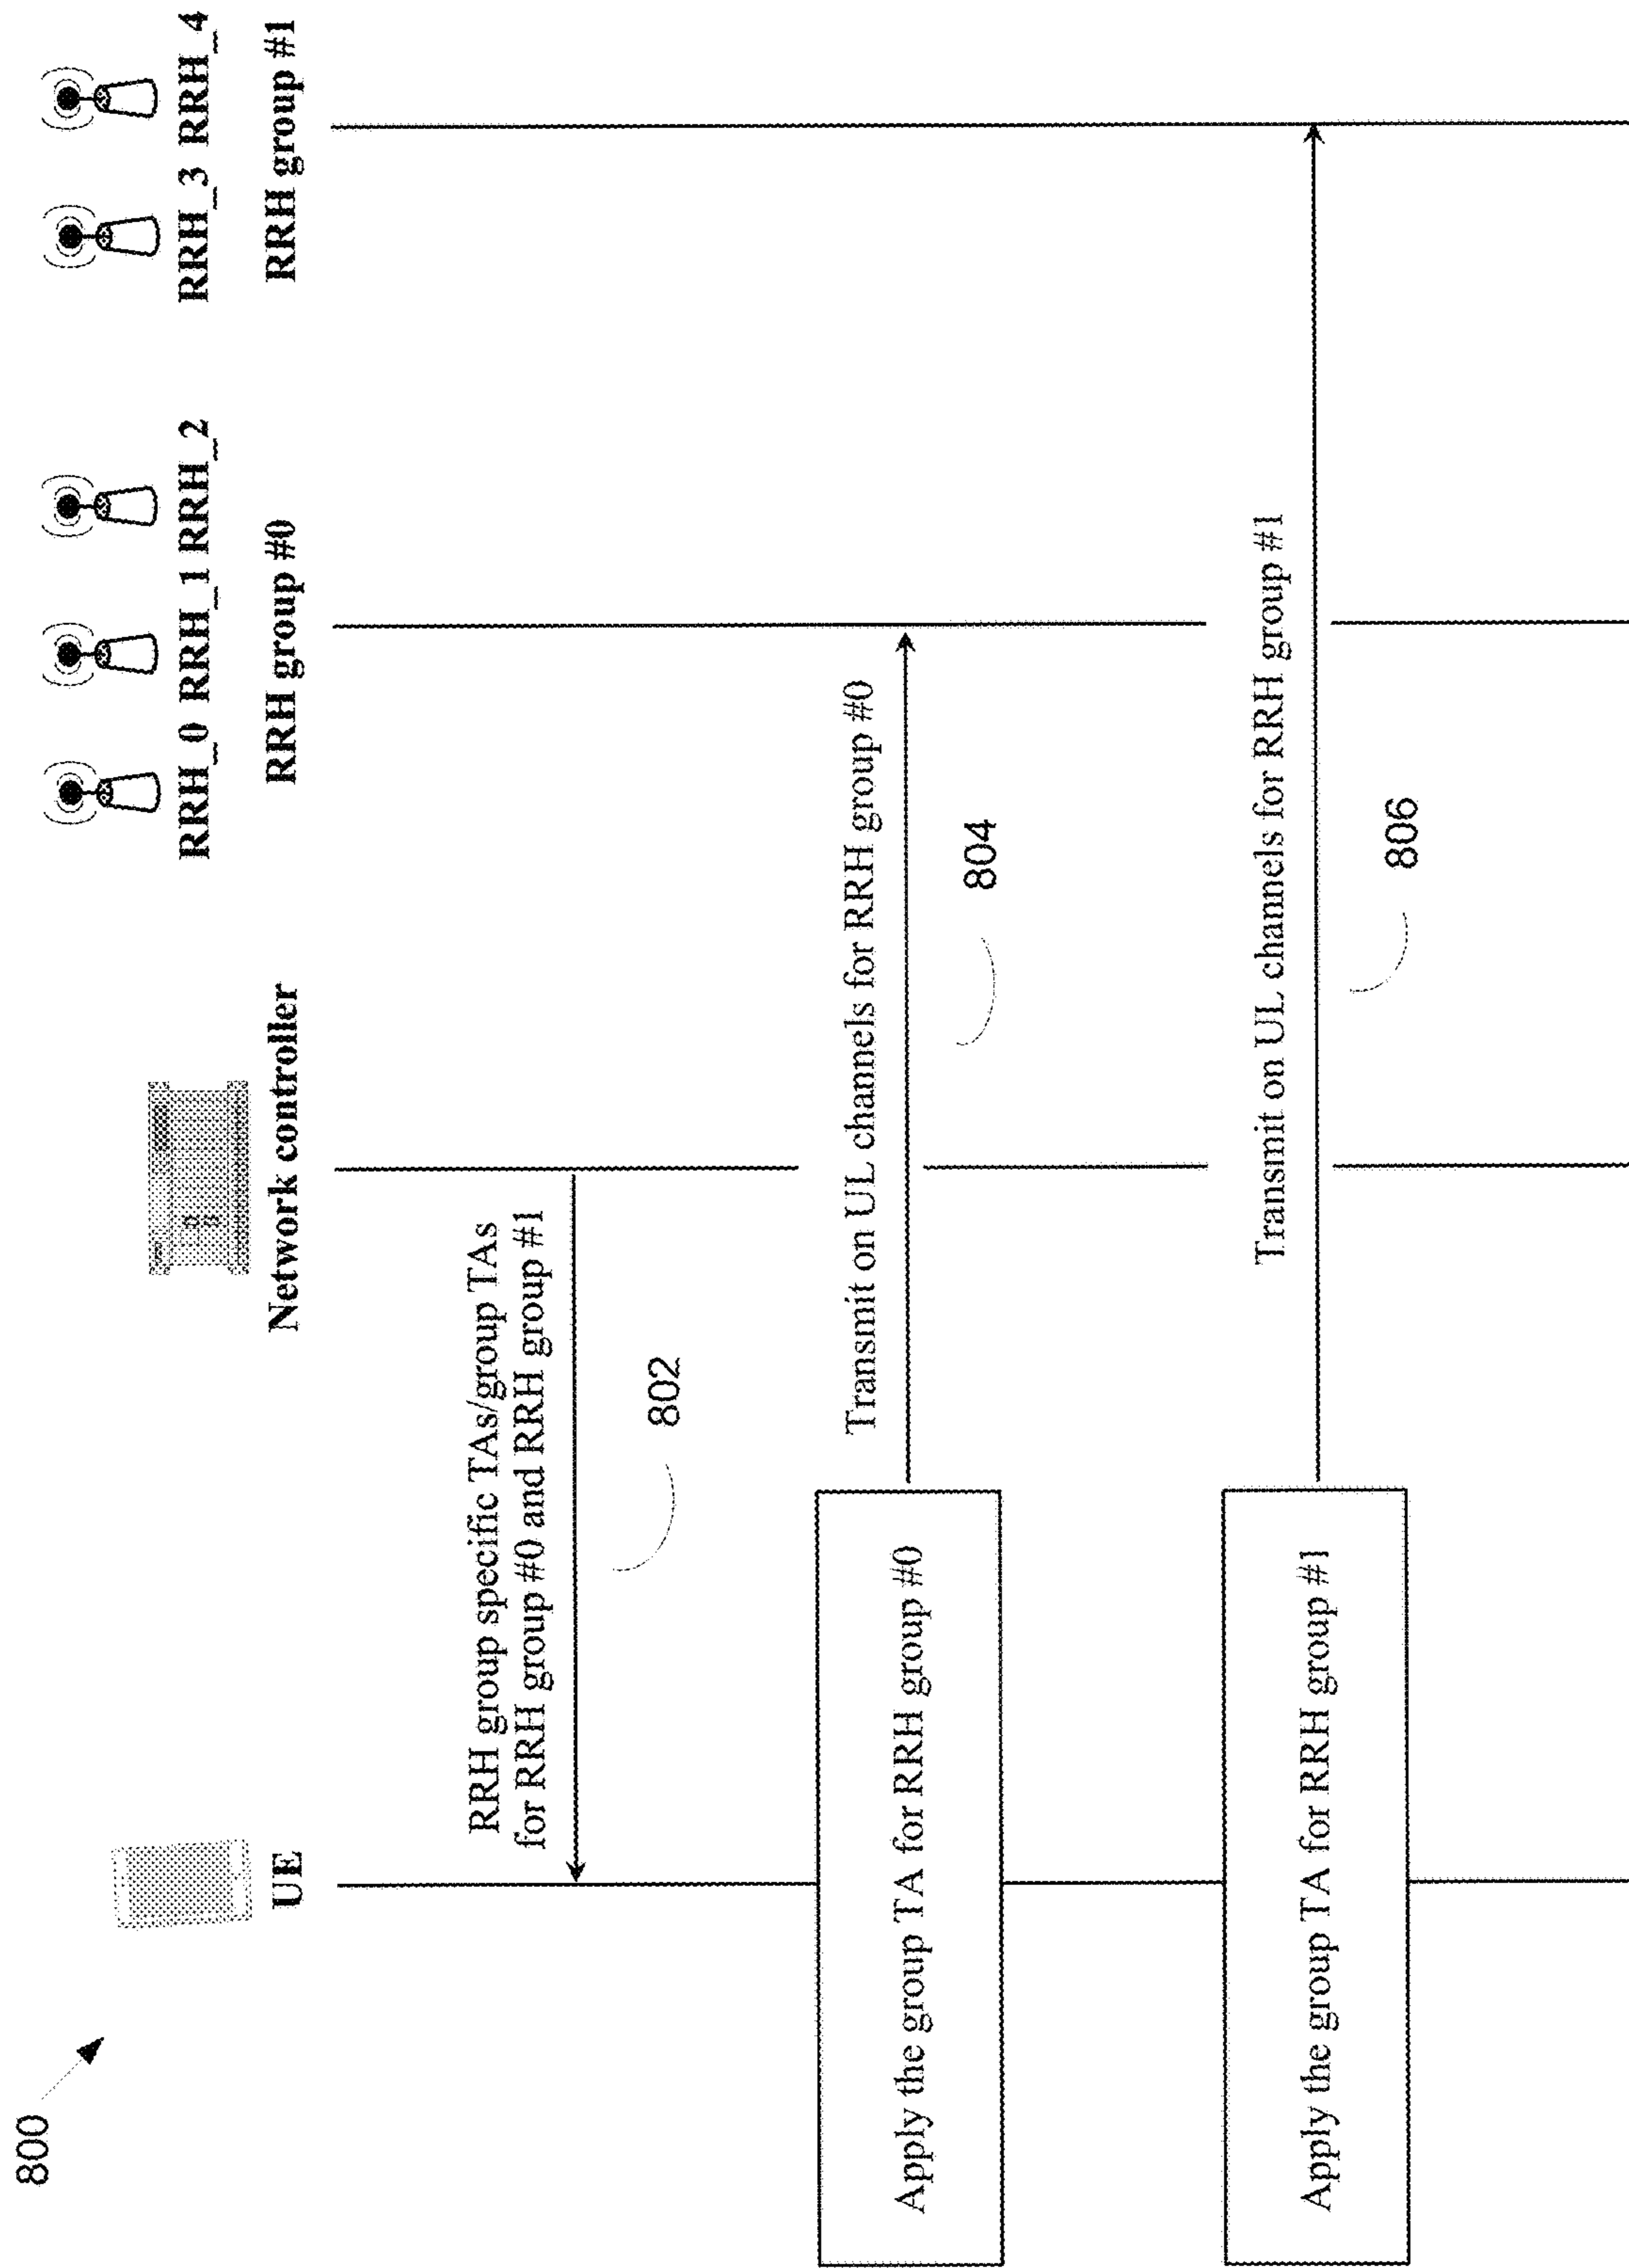 800
UE
Network controller
RRH_0 RRH_1 RRH_2
RRH group #0
RRH_3 RRH_4
RRH group #1
RRH group specific TAs/group TAs
for RRH group #0 and RRH group #1
802
Apply the group TA for RRH group #0
Transmit on UL channels for RRH group #0
804
Apply the group TA for RRH group #1
Transmit on UL channels for RRH group #1
806